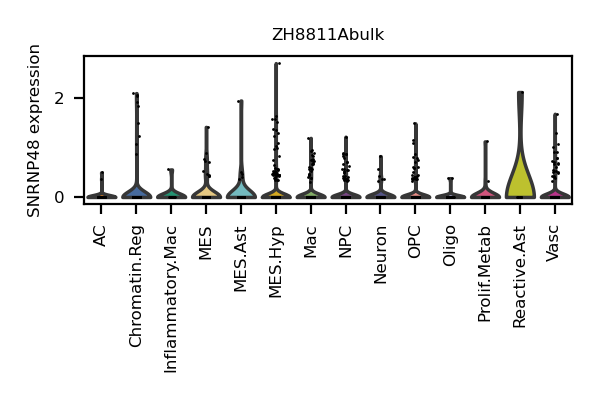 ZH8811Abulk
SNRNP48 expression
2
0
AC
Chromatin.Reg
Inflammatory.Mac
MES
MES.Ast
MES.Hyp
Mac
NPC
Neuron
OPC
Oligo
Prolif.Metab
Reactive.Ast
Vasc